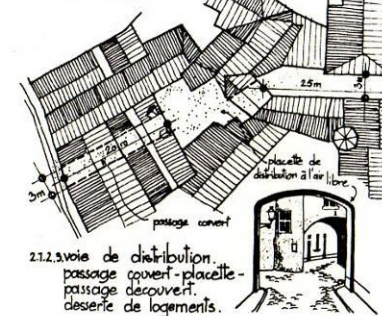 25m
3m
20m
3m
passage couvert
placette de
distribution à l'air
libre
2.1.2.3. voie de distribution.
passage couvert - placette -
passage découvert.
desserte de logements.